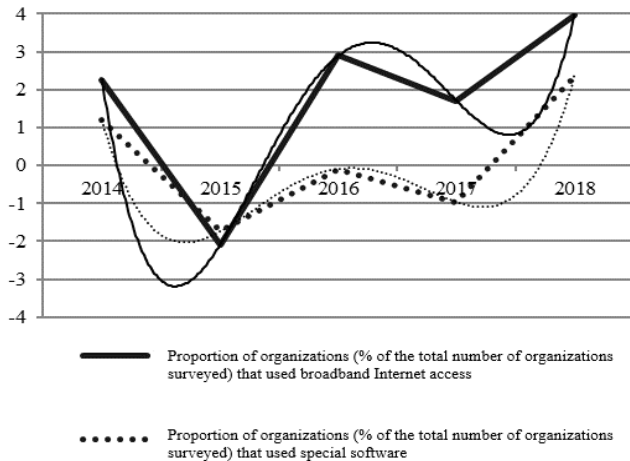 4
3
2
1
0
2014 2015 2016 2017 2018
-1
-2
-3
-4
Proportion of organizations (% of the total number of organizations
surveyed) that used broadband Internet access
Proportion of organizations (% of the total number of organizations
surveyed) that used special software